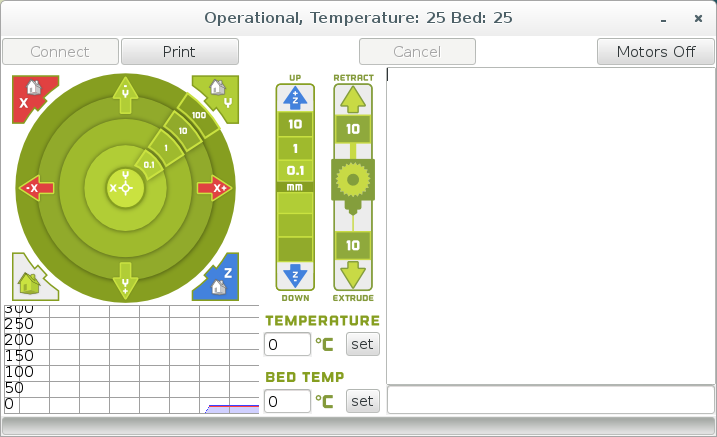 Operational, Temperature: 25 Bed: 25
Connect
Print
Cancel
Motors Off
X
Y
-Y
100
10
1
0.1
Y
X
-X
X+
Y+
Z
UP
+Z
10
1
0.1
mm
-Z
DOWN
RETRACT
10
10
EXTRUDE
300
250
200
150
100
50
0
TEMPERATURE
0 °C set
BED TEMP
0 °C set